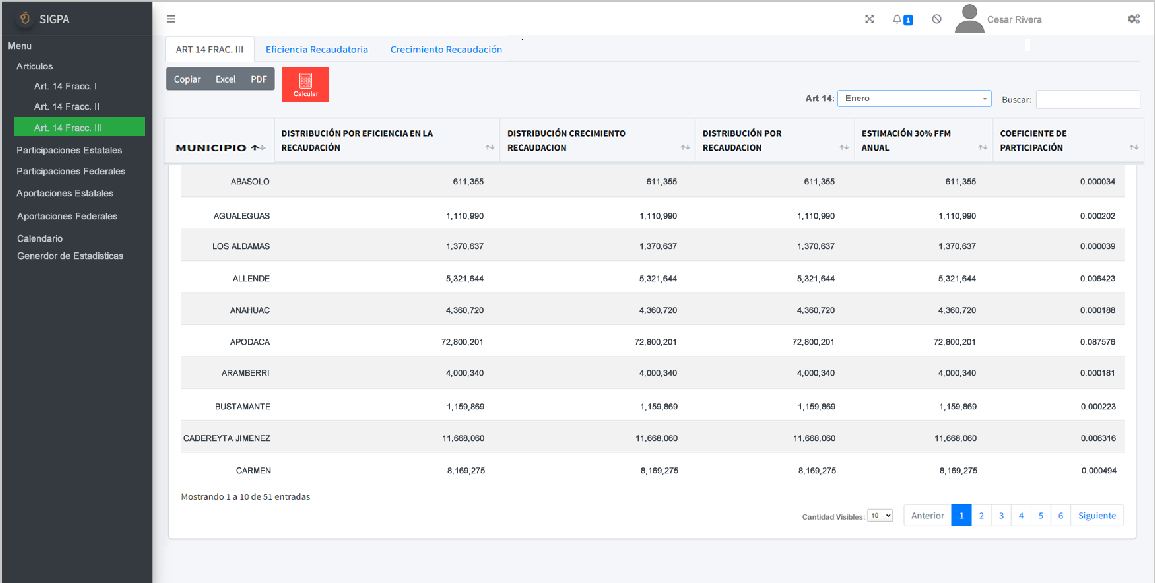 SIGPA
1
Cesar Rivera
Menu
Articulos
Art. 14 Fracc. I
Art. 14 Fracc. II
Art. 14 Fracc. III
Participaciones Estatales
Participaciones Federales
Aportaciones Estatales
Aportaciones Federales
Calendario
Generdor de Estadísticas
ART 14 FRAC. III Eficiencia Recaudatoria Crecimiento Recaudación
Copiar Excel PDF Calcular
Art 14: Enero Buscar:
MUNICIPIO DISTRIBUCIÓN POR EFICIENCIA EN LA RECAUDACIÓN DISTRIBUCIÓN CRECIMIENTO RECAUDACION DISTRIBUCIÓN POR RECAUDACION ESTIMACIÓN 30% FFM ANUAL COEFICIENTE DE PARTICIPACIÓN
ABASOLO 611,355 611,355 611,355 611,355 0.000034
AGUALEGUAS 1,110,990 1,110,990 1,110,990 1,110,990 0.000202
LOS ALDAMAS 1,370,637 1,370,637 1,370,637 1,370,637 0.000039
ALLENDE 5,321,644 5,321,644 5,321,644 5,321,644 0.006423
ANAHUAC 4,360,720 4,360,720 4,360,720 4,360,720 0.000188
APODACA 72,800,201 72,800,201 72,800,201 72,800,201 0.087576
ARAMBERRI 4,000,340 4,000,340 4,000,340 4,000,340 0.000181
BUSTAMANTE 1,159,869 1,159,869 1,159,869 1,159,869 0.000223
CADEREYTA JIMENEZ 11,668,060 11,668,060 11,668,060 11,668,060 0.006316
CARMEN 8,169,275 8,169,275 8,169,275 8,169,275 0.000494
Mostrando 1 a 10 de 51 entradas
Cantidad Visibles: 10 Anterior 1 2 3 4 5 6 Siguiente